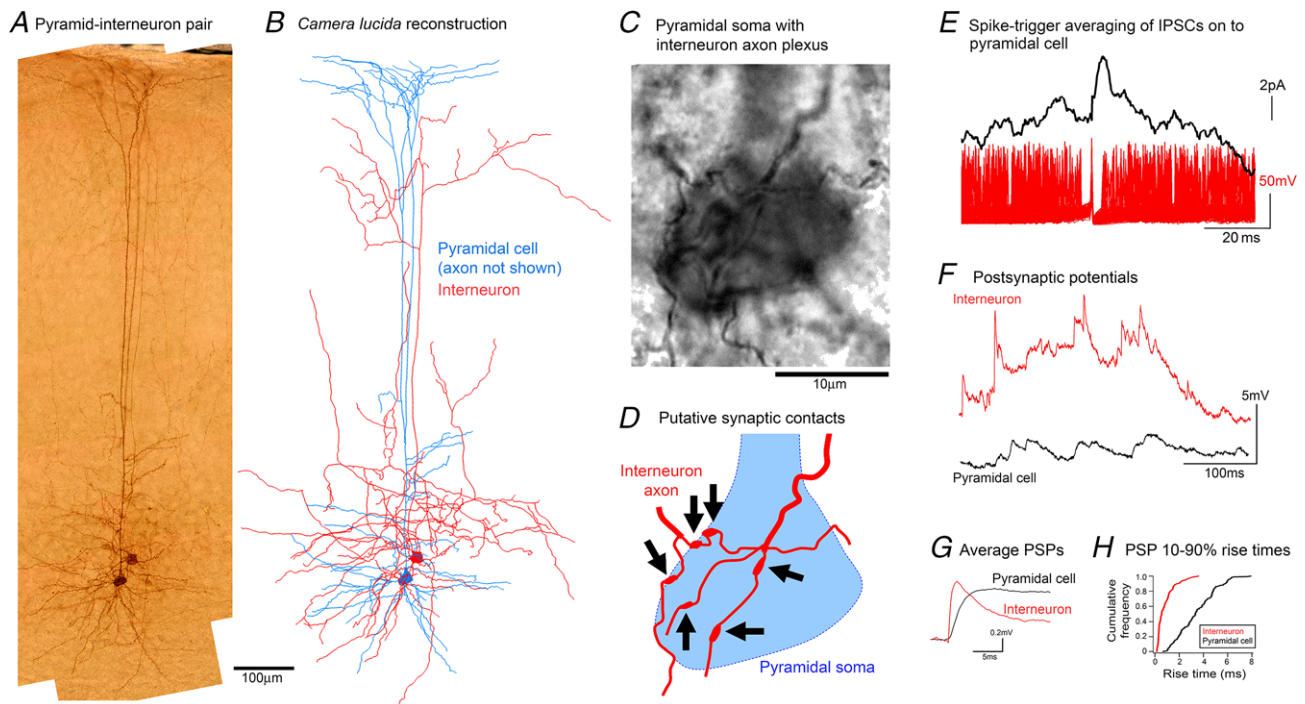 A Pyramid-interneuron pair
100μm
B Camera lucida reconstruction
Pyramidal cell
(axon not shown)
Interneuron
C Pyramidal soma with
interneuron axon plexus
10μm
D Putative synaptic contacts
Interneuron
axon
Pyramidal soma
E Spike-trigger averaging of IPSCs on to
pyramidal cell
2pA
50mV
20 ms
F Postsynaptic potentials
Interneuron
5mV
Pyramidal cell
100ms
G Average PSPs
Pyramidal cell
Interneuron
0.2mV
5ms
H PSP 10-90% rise times
Cumulative
frequency
1.0
0.8
0.6
0.4
0.2
0
Interneuron
Pyramidal cell
0 2 4 6 8
Rise time (ms)